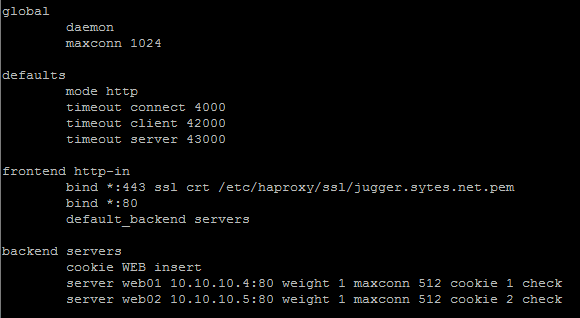 global
daemon
maxconn 1024
defaults
mode http
timeout connect 4000
timeout client 42000
timeout server 43000
frontend http-in
bind *:443 ssl crt /etc/haproxy/ssl/jugger.sytes.net.pem
bind *:80
default_backend servers
backend servers
cookie WEB insert
server web01 10.10.10.4:80 weight 1 maxconn 512 cookie 1 check
server web02 10.10.10.5:80 weight 1 maxconn 512 cookie 2 check